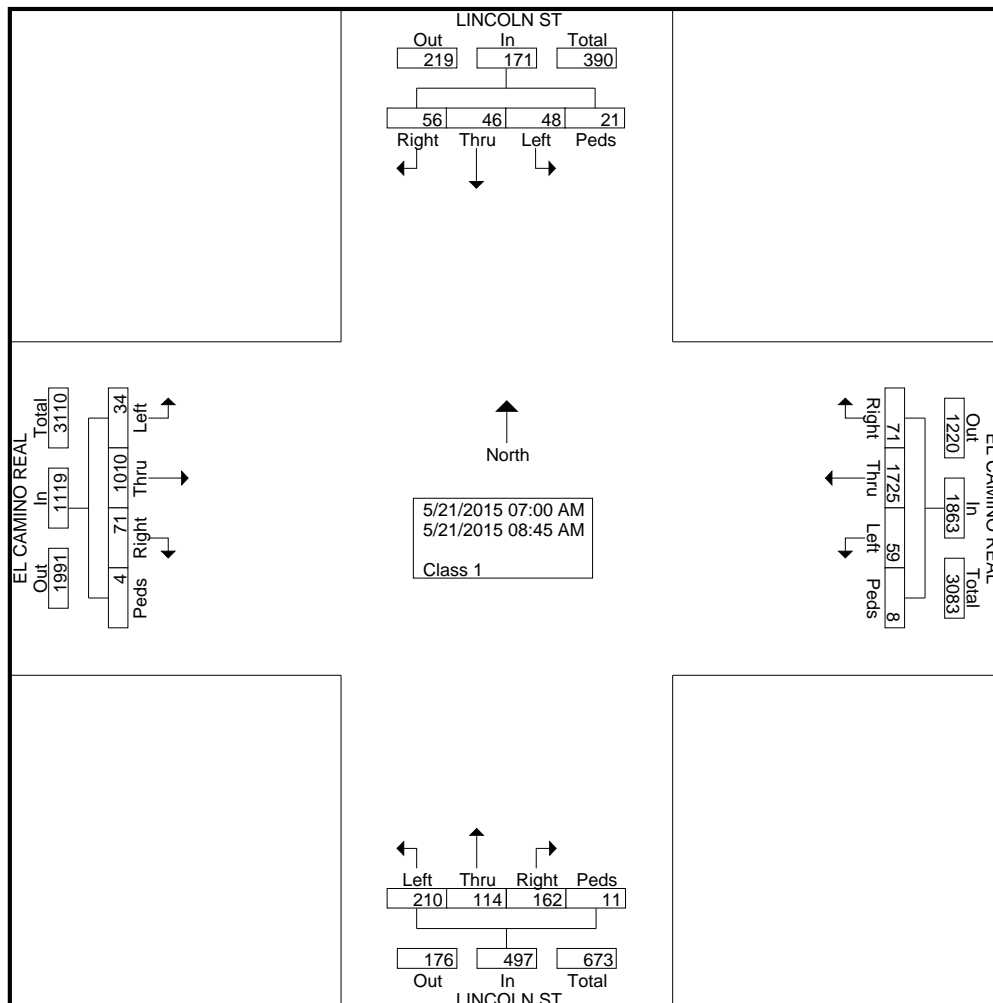 LINCOLN ST
Out In Total
219 171 390
56 46 48 21
Right Thru Left Peds
EL CAMINO REAL
Total In Out
3110 1119 1991
34 1010 71 4
Left Thru Right Peds
North
5/21/2015 07:00 AM
5/21/2015 08:45 AM
Class 1
Right Thru Left Peds
71 1725 59 8
Out In Total
1220 1863 3083
EL CAMINO REAL
Left Thru Right Peds
210 114 162 11
176 497 673
Out In Total
LINCOLN ST